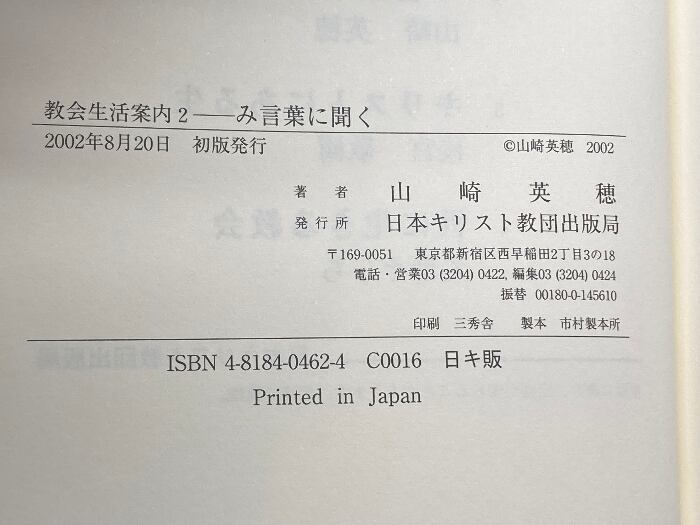 教会生活案内2――み言葉に聞く
2002年8月20日　初版発行　©山崎英穂　2002
著者　山崎英穂
発行所　日本キリスト教団出版局
〒169-0051　東京都新宿区西早稲田2丁目3の18
電話・営業03 (3204) 0422, 編集03 (3204) 0424
振替　00180-0-145610
印刷　三秀舎　製本　市村製本所
ISBN 4-8184-0462-4　C0016　日キ販
Printed in Japan